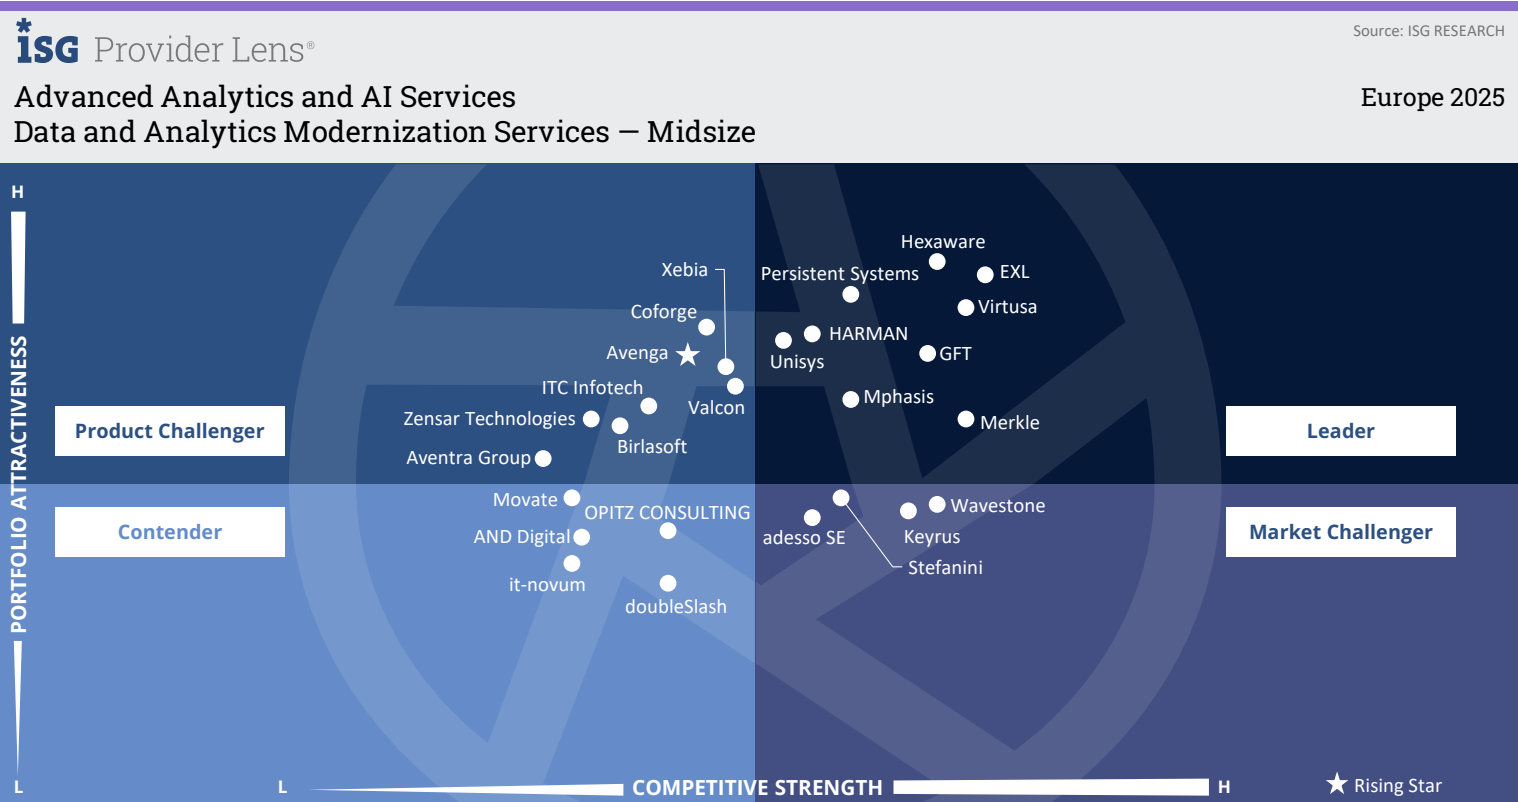 ISG Provider Lens®
Source: ISG RESEARCH
Advanced Analytics and AI Services
Europe 2025
Data and Analytics Modernization Services — Midsize
H
Hexaware
Xebia
Persistent Systems
EXL
Virtusa
Coforge
HARMAN
Avenga
Unisys
GFT
ITC Infotech
Mphasis
Valcon
Zensar Technologies
Merkle
Product Challenger
Leader
Birlasoft
Aventra Group
PORTFOLIO ATTRACTIVENESS
Movate
Wavestone
OPITZ CONSULTING
Contender
Market Challenger
AND Digital
adesso SE
Keyrus
Stefanini
it-novum
doubleSlash
L
L
COMPETITIVE STRENGTH
H
Rising Star